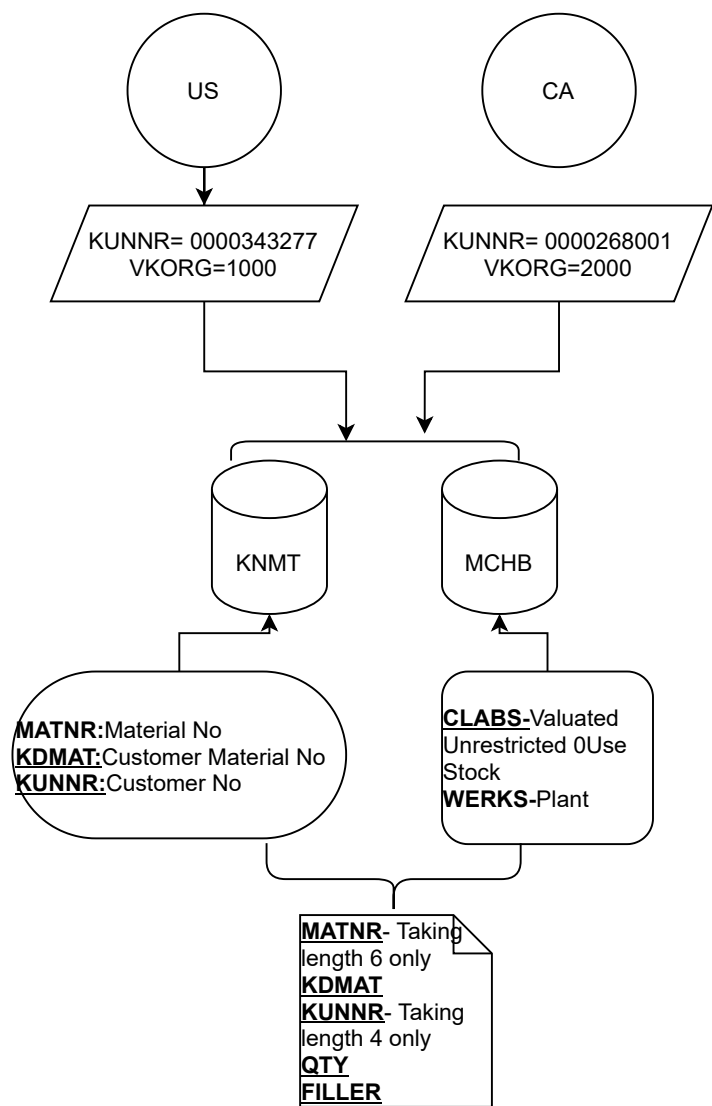 US
CA
KUNNR= 0000343277
VKORG=1000
KUNNR= 0000268001
VKORG=2000
KNMT
MCHB
MATNR:Material No
KDMAT:Customer Material No
KUNNR:Customer No
CLABS-Valuated
Unrestricted 0Use
Stock
WERKS-Plant
MATNR- Taking
length 6 only
KDMAT
KUNNR- Taking
length 4 only
QTY
FILLER